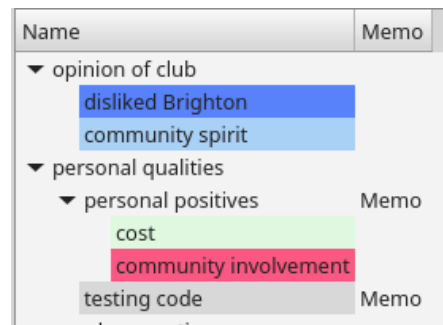 Name Memo
opinion of club
disliked Brighton
community spirit
personal qualities
personal positives Memo
cost
community involvement
testing code Memo